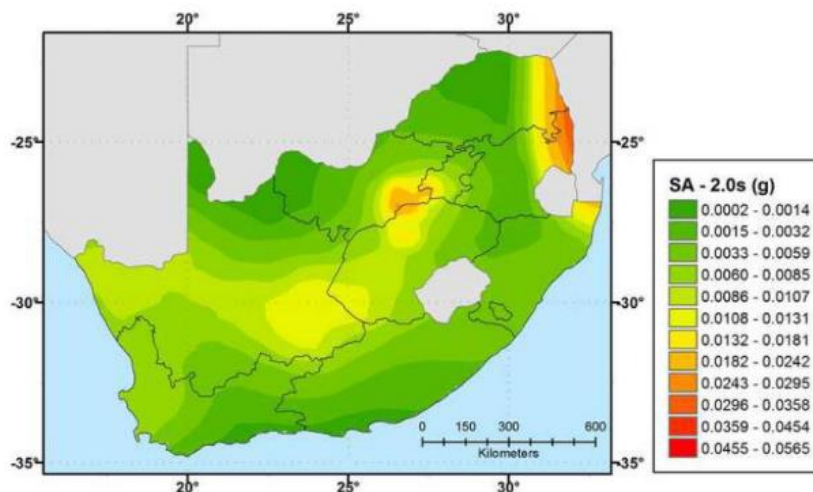 20° 25° 30°
-25° -25°
-30° -30°
-35° -35°
20° 25° 30°
0 150 300 600
Kilometers
SA - 2.0s (g)
0.0002 - 0.0014
0.0015 - 0.0032
0.0033 - 0.0059
0.0060 - 0.0085
0.0086 - 0.0107
0.0108 - 0.0131
0.0132 - 0.0181
0.0182 - 0.0242
0.0243 - 0.0295
0.0296 - 0.0358
0.0359 - 0.0454
0.0455 - 0.0565